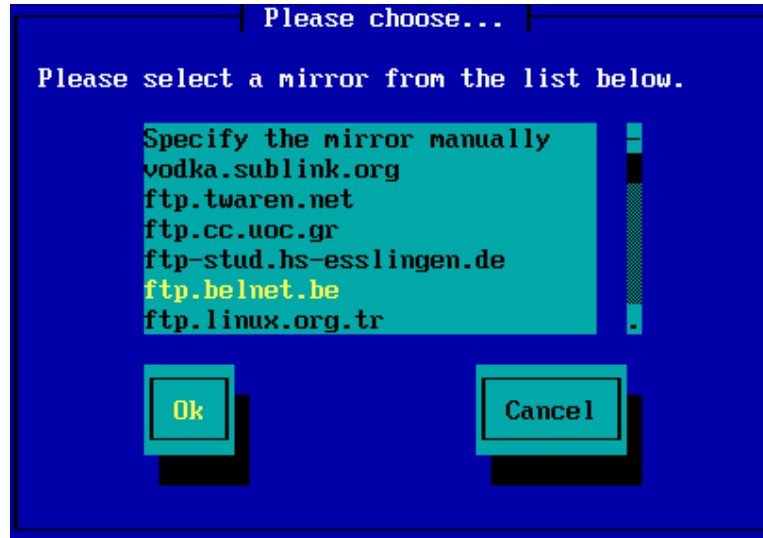 Please choose...
Please select a mirror from the list below.
Specify the mirror manually
vodka.sublink.org
ftp.twaren.net
ftp.cc.uoc.gr
ftp-stud.hs-esslingen.de
ftp.belnet.be
ftp.linux.org.tr
Ok Cancel